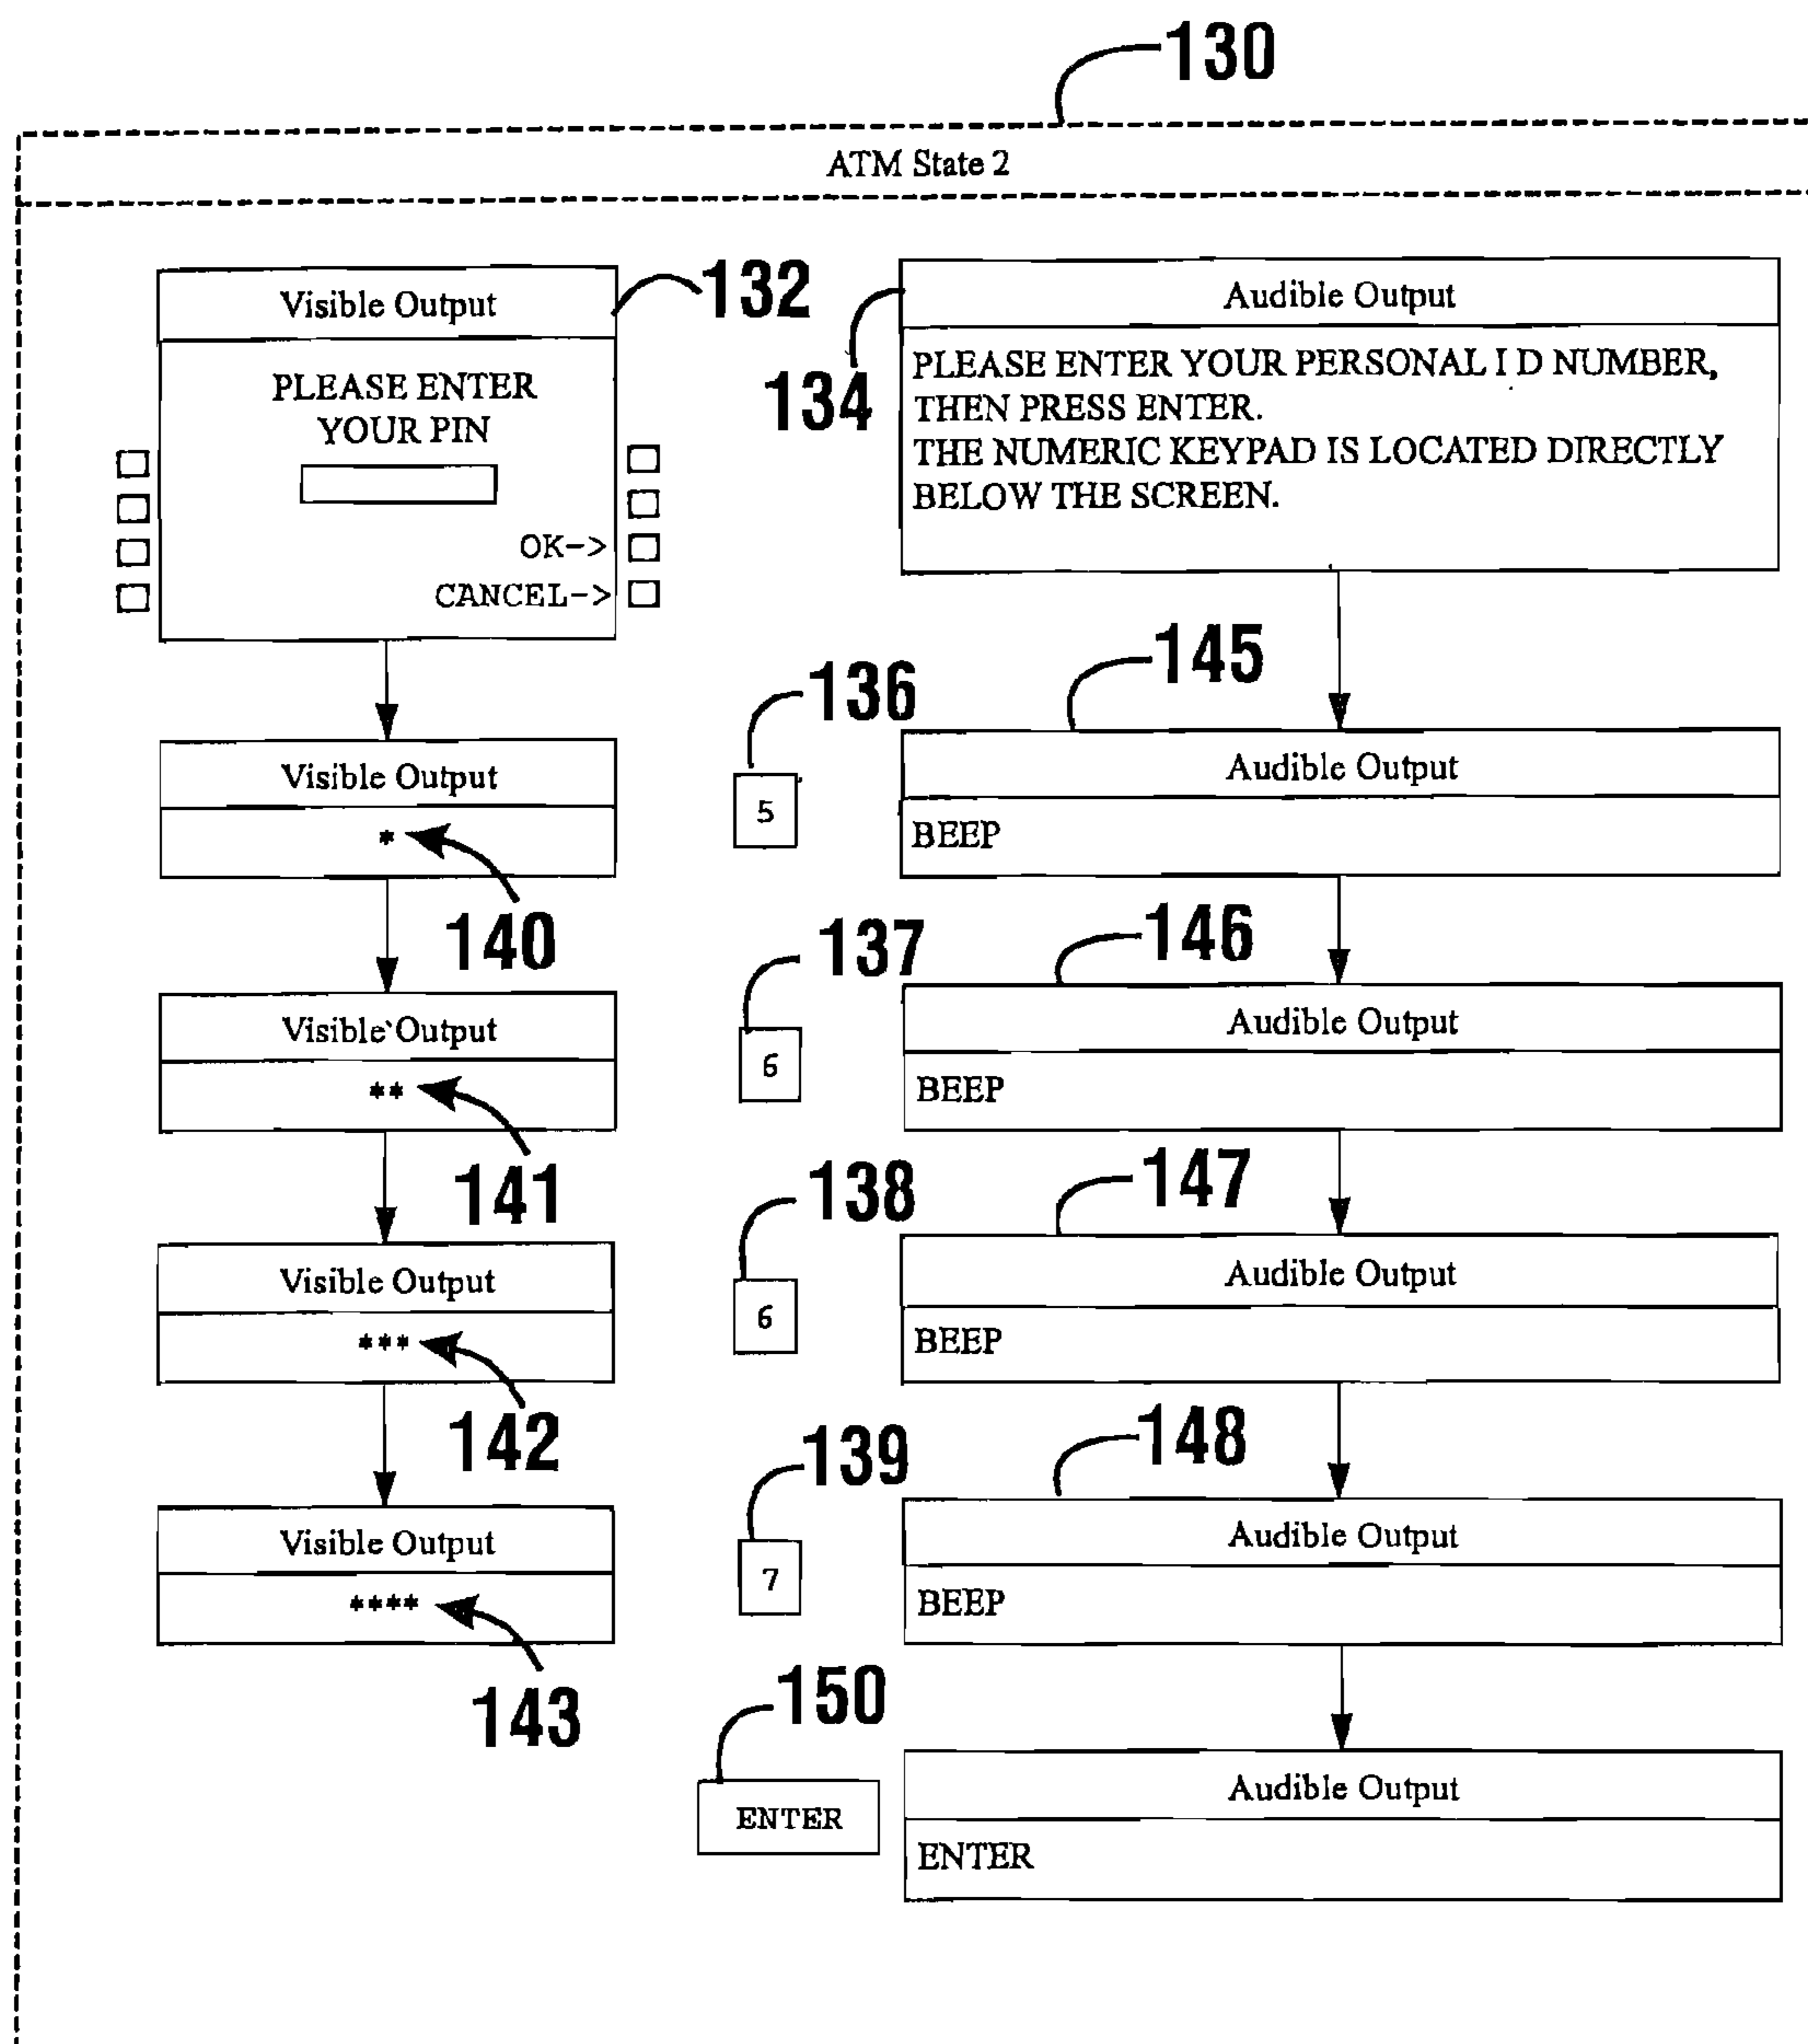 130
ATM State 2
132
Visible Output
PLEASE ENTER
YOUR PIN
OK->
CANCEL->
134
Audible Output
PLEASE ENTER YOUR PERSONAL I D NUMBER,
THEN PRESS ENTER.
THE NUMERIC KEYPAD IS LOCATED DIRECTLY
BELOW THE SCREEN.
Visible Output
*
140
136
5
145
Audible Output
BEEP
Visible Output
**
141
137
6
146
Audible Output
BEEP
Visible Output
***
142
138
6
147
Audible Output
BEEP
Visible Output
****
143
139
7
148
Audible Output
BEEP
150
ENTER
Audible Output
ENTER